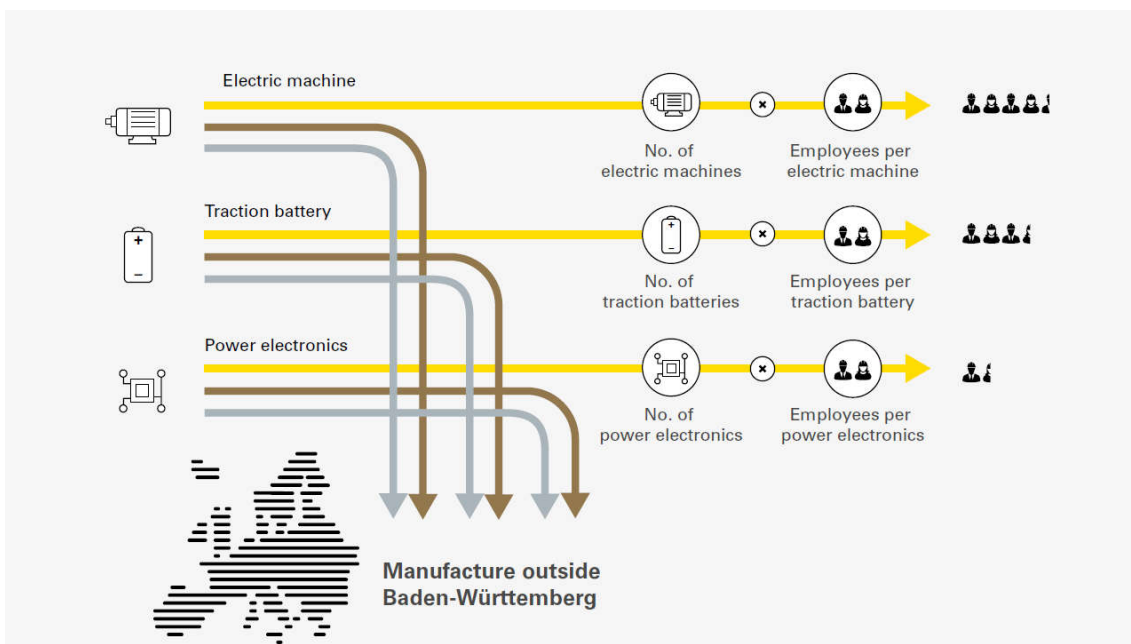 Electric machine
No. of
electric machines
×
Employees per
electric machine
Traction battery
+
−
+
−
No. of
traction batteries
×
Employees per
traction battery
Power electronics
No. of
power electronics
×
Employees per
power electronics
Manufacture outside
Baden-Württemberg